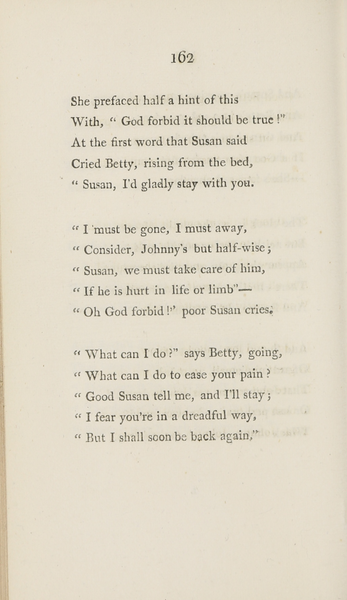 162
She prefaced half a hint of this
With, “ God forbid it should be true !”
At the first word that Susan said
Cried Betty, rising from the bed,
“ Susan, I'd gladly stay with you.
“ I must be gone, I must away,
“ Consider, Johnny's but half-wise ;
“ Susan, we must take care of him,
“ If he is hurt in life or limb”—
“ Oh God forbid !” poor Susan cries.
“ What can I do ?” says Betty, going,
“ What can I do to ease your pain ?
“ Good Susan tell me, and I'll stay ;
“ I fear you're in a dreadful way,
“ But I shall soon be back again.”